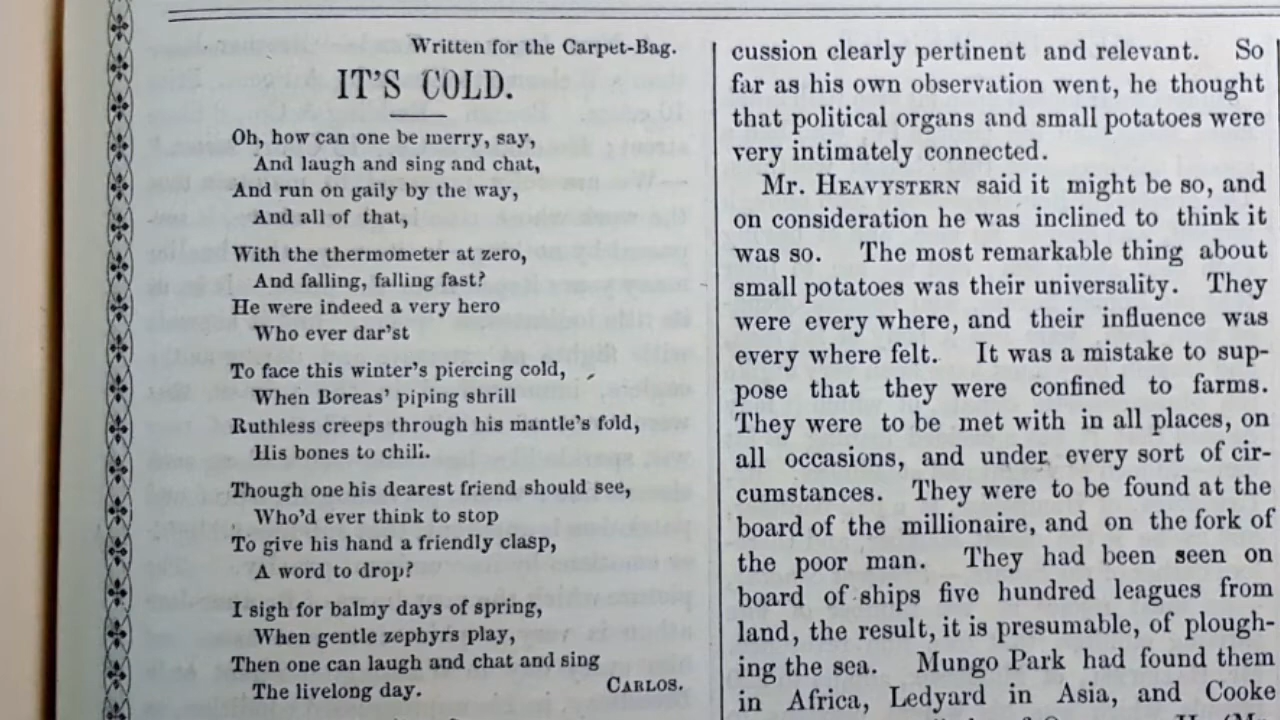 Written for the Carpet-Bag.
IT'S COLD.
Oh, how can one be merry, say,
And laugh and sing and chat,
And run on gaily by the way,
And all of that,
With the thermometer at zero,
And falling, falling fast?
He were indeed a very hero
Who ever dar'st
To face this winter's piercing cold,
When Boreas' piping shrill
Ruthless creeps through his mantle's fold,
His bones to chill.
Though one his dearest friend should see,
Who'd ever think to stop
To give his hand a friendly clasp,
A word to drop?
I sigh for balmy days of spring,
When gentle zephyrs play,
Then one can laugh and chat and sing
The livelong day.
CARLOS.
cussion clearly pertinent and relevant. So
far as his own observation went, he thought
that political organs and small potatoes were
very intimately connected.
Mr. HEAVYSTERN said it might be so, and
on consideration he was inclined to think it
was so. The most remarkable thing about
small potatoes was their universality. They
were every where, and their influence was
every where felt. It was a mistake to sup-
pose that they were confined to farms.
They were to be met with in all places, on
all occasions, and under every sort of cir-
cumstances. They were to be found at the
board of the millionaire, and on the fork of
the poor man. They had been seen on
board of ships five hundred leagues from
land, the result, it is presumable, of plough-
ing the sea. Mungo Park had found them
in Africa, Ledyard in Asia, and Cooke